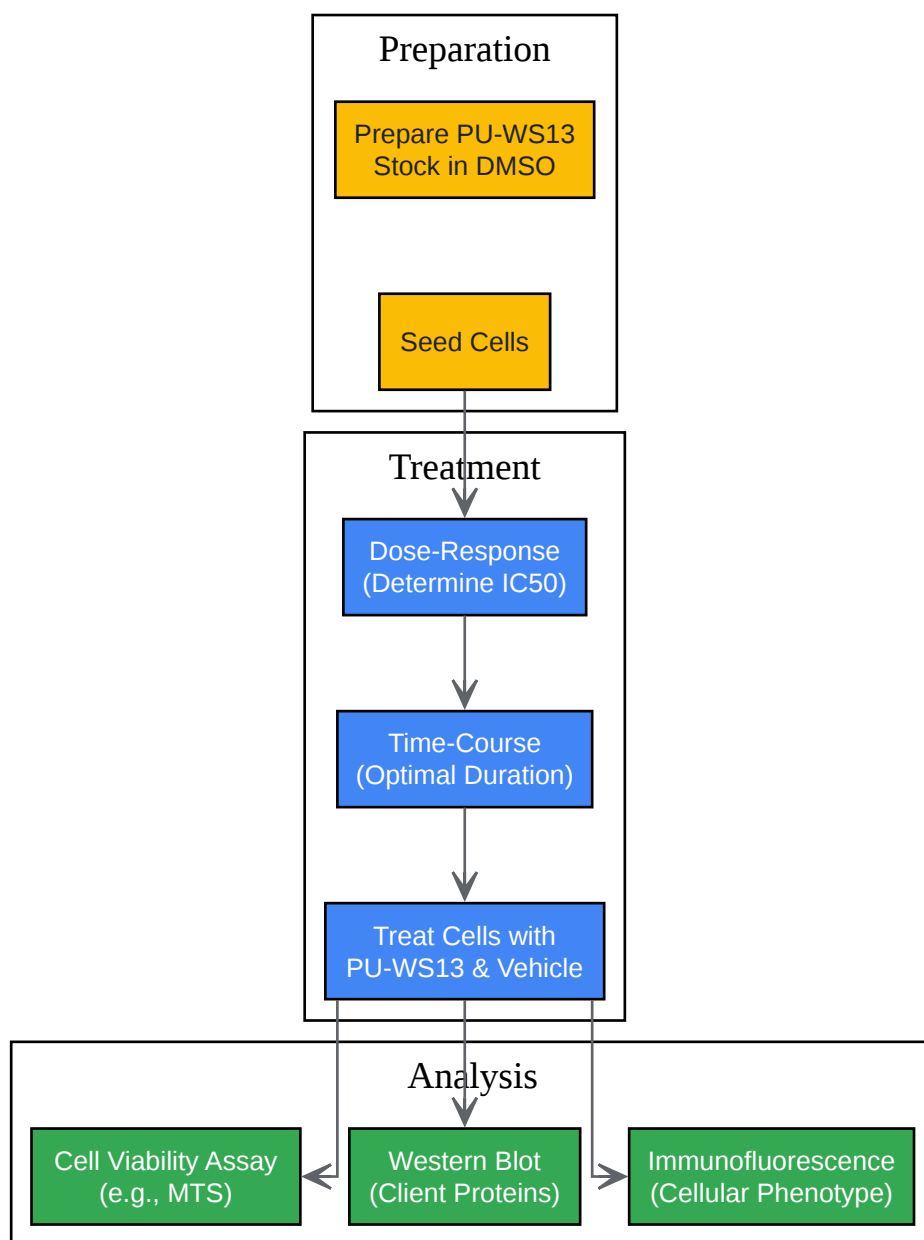 Preparation
Prepare PU-WS13
Stock in DMSO
Seed Cells
Treatment
Dose-Response
(Determine IC50)
Time-Course
(Optimal Duration)
Treat Cells with
PU-WS13 & Vehicle
Analysis
Cell Viability Assay
(e.g., MTS)
Western Blot
(Client Proteins)
Immunofluorescence
(Cellular Phenotype)